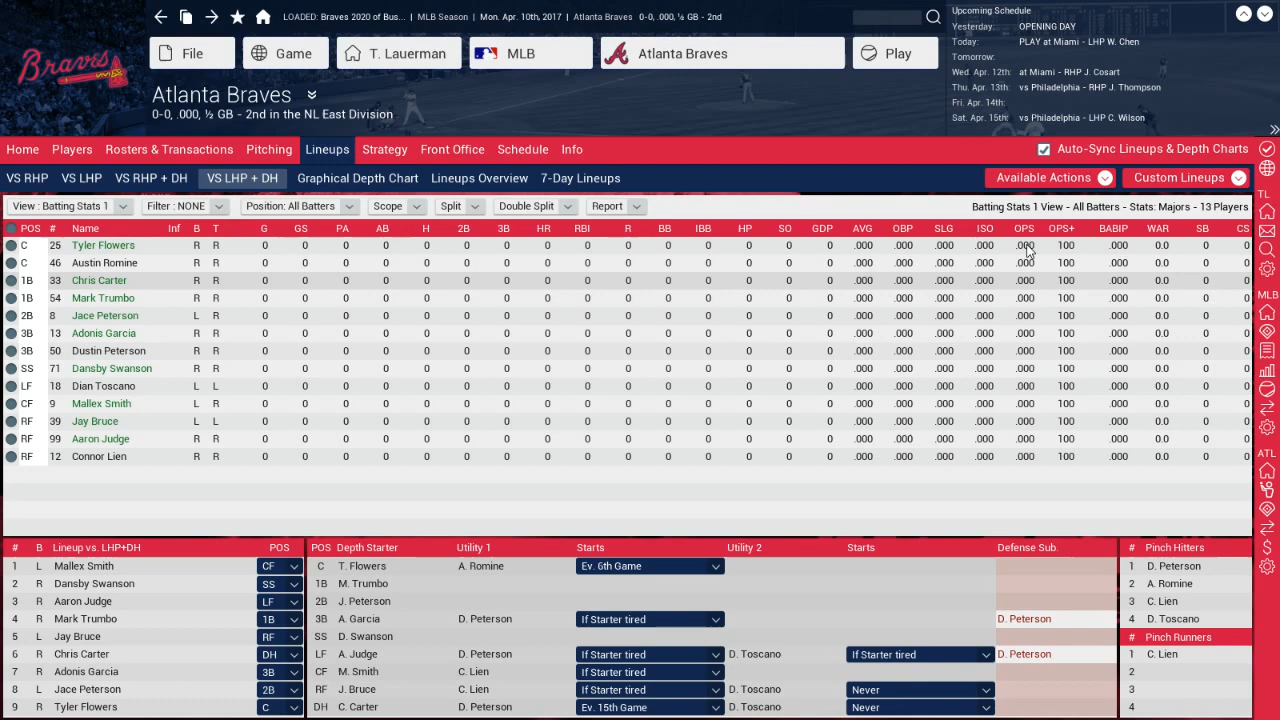 Braves
LOADED: Braves 2020 of Bus... | MLB Season | Mon. Apr. 10th, 2017 | Atlanta Braves 0-0, .000, ½ GB - 2nd
File Game T. Lauerman MLB Atlanta Braves Play
Atlanta Braves
0-0, .000, ½ GB - 2nd in the NL East Division
Upcoming Schedule
Yesterday: OPENING DAY
Today: PLAY at Miami - LHP W. Chen
Tomorrow:
Wed. Apr. 12th: at Miami - RHP J. Cosart
Thu. Apr. 13th: vs Philadelphia - RHP J. Thompson
Fri. Apr. 14th:
Sat. Apr. 15th: vs Philadelphia - LHP C. Wilson
Home Players Rosters & Transactions Pitching Lineups Strategy Front Office Schedule Info Auto-Sync Lineups & Depth Charts
VS RHP VS LHP VS RHP + DH VS LHP + DH Graphical Depth Chart Lineups Overview 7-Day Lineups Available Actions Custom Lineups
View : Batting Stats 1 Filter : NONE Position: All Batters Scope Split Double Split Report Batting Stats 1 View - All Batters - Stats: Majors - 13 Players
POS # Name Inf B T G GS PA AB H 2B 3B HR RBI R BB IBB HP SO GDP AVG OBP SLG ISO OPS OPS+ BABIP WAR SB CS
C 25 Tyler Flowers R R 0 0 0 0 0 0 0 0 0 0 0 0 0 0 0 .000 .000 .000 .000 .000 100 .000 0.0 0 0
C 46 Austin Romine R R 0 0 0 0 0 0 0 0 0 0 0 0 0 0 0 .000 .000 .000 .000 .000 100 .000 0.0 0 0
1B 33 Chris Carter R R 0 0 0 0 0 0 0 0 0 0 0 0 0 0 0 .000 .000 .000 .000 .000 100 .000 0.0 0 0
1B 54 Mark Trumbo R R 0 0 0 0 0 0 0 0 0 0 0 0 0 0 0 .000 .000 .000 .000 .000 100 .000 0.0 0 0
2B 8 Jace Peterson L R 0 0 0 0 0 0 0 0 0 0 0 0 0 0 0 .000 .000 .000 .000 .000 100 .000 0.0 0 0
3B 13 Adonis Garcia R R 0 0 0 0 0 0 0 0 0 0 0 0 0 0 0 .000 .000 .000 .000 .000 100 .000 0.0 0 0
3B 50 Dustin Peterson R R 0 0 0 0 0 0 0 0 0 0 0 0 0 0 0 .000 .000 .000 .000 .000 100 .000 0.0 0 0
SS 71 Dansby Swanson R R 0 0 0 0 0 0 0 0 0 0 0 0 0 0 0 .000 .000 .000 .000 .000 100 .000 0.0 0 0
LF 18 Dian Toscano L L 0 0 0 0 0 0 0 0 0 0 0 0 0 0 0 .000 .000 .000 .000 .000 100 .000 0.0 0 0
CF 9 Mallex Smith L R 0 0 0 0 0 0 0 0 0 0 0 0 0 0 0 .000 .000 .000 .000 .000 100 .000 0.0 0 0
RF 39 Jay Bruce L L 0 0 0 0 0 0 0 0 0 0 0 0 0 0 0 .000 .000 .000 .000 .000 100 .000 0.0 0 0
RF 99 Aaron Judge R R 0 0 0 0 0 0 0 0 0 0 0 0 0 0 0 .000 .000 .000 .000 .000 100 .000 0.0 0 0
RF 12 Connor Lien R R 0 0 0 0 0 0 0 0 0 0 0 0 0 0 0 .000 .000 .000 .000 .000 100 .000 0.0 0 0
# B Lineup vs. LHP+DH POS
1 L Mallex Smith CF
2 R Dansby Swanson SS
3 R Aaron Judge LF
4 R Mark Trumbo 1B
5 L Jay Bruce RF
6 R Chris Carter DH
7 R Adonis Garcia 3B
8 L Jace Peterson 2B
9 R Tyler Flowers C
POS Depth Starter Utility 1 Starts Utility 2 Starts Defense Sub.
C T. Flowers A. Romine Ev. 6th Game
1B M. Trumbo
2B J. Peterson
3B A. Garcia D. Peterson If Starter tired D. Peterson
SS D. Swanson
LF A. Judge D. Peterson If Starter tired D. Toscano If Starter tired D. Peterson
CF M. Smith C. Lien If Starter tired
RF J. Bruce C. Lien If Starter tired D. Toscano Never
DH C. Carter D. Peterson Ev. 15th Game D. Toscano Never
# Pinch Hitters
1 D. Peterson
2 A. Romine
3 C. Lien
4 D. Toscano
# Pinch Runners
1 C. Lien
2
3
4
TL
MLB
ATL